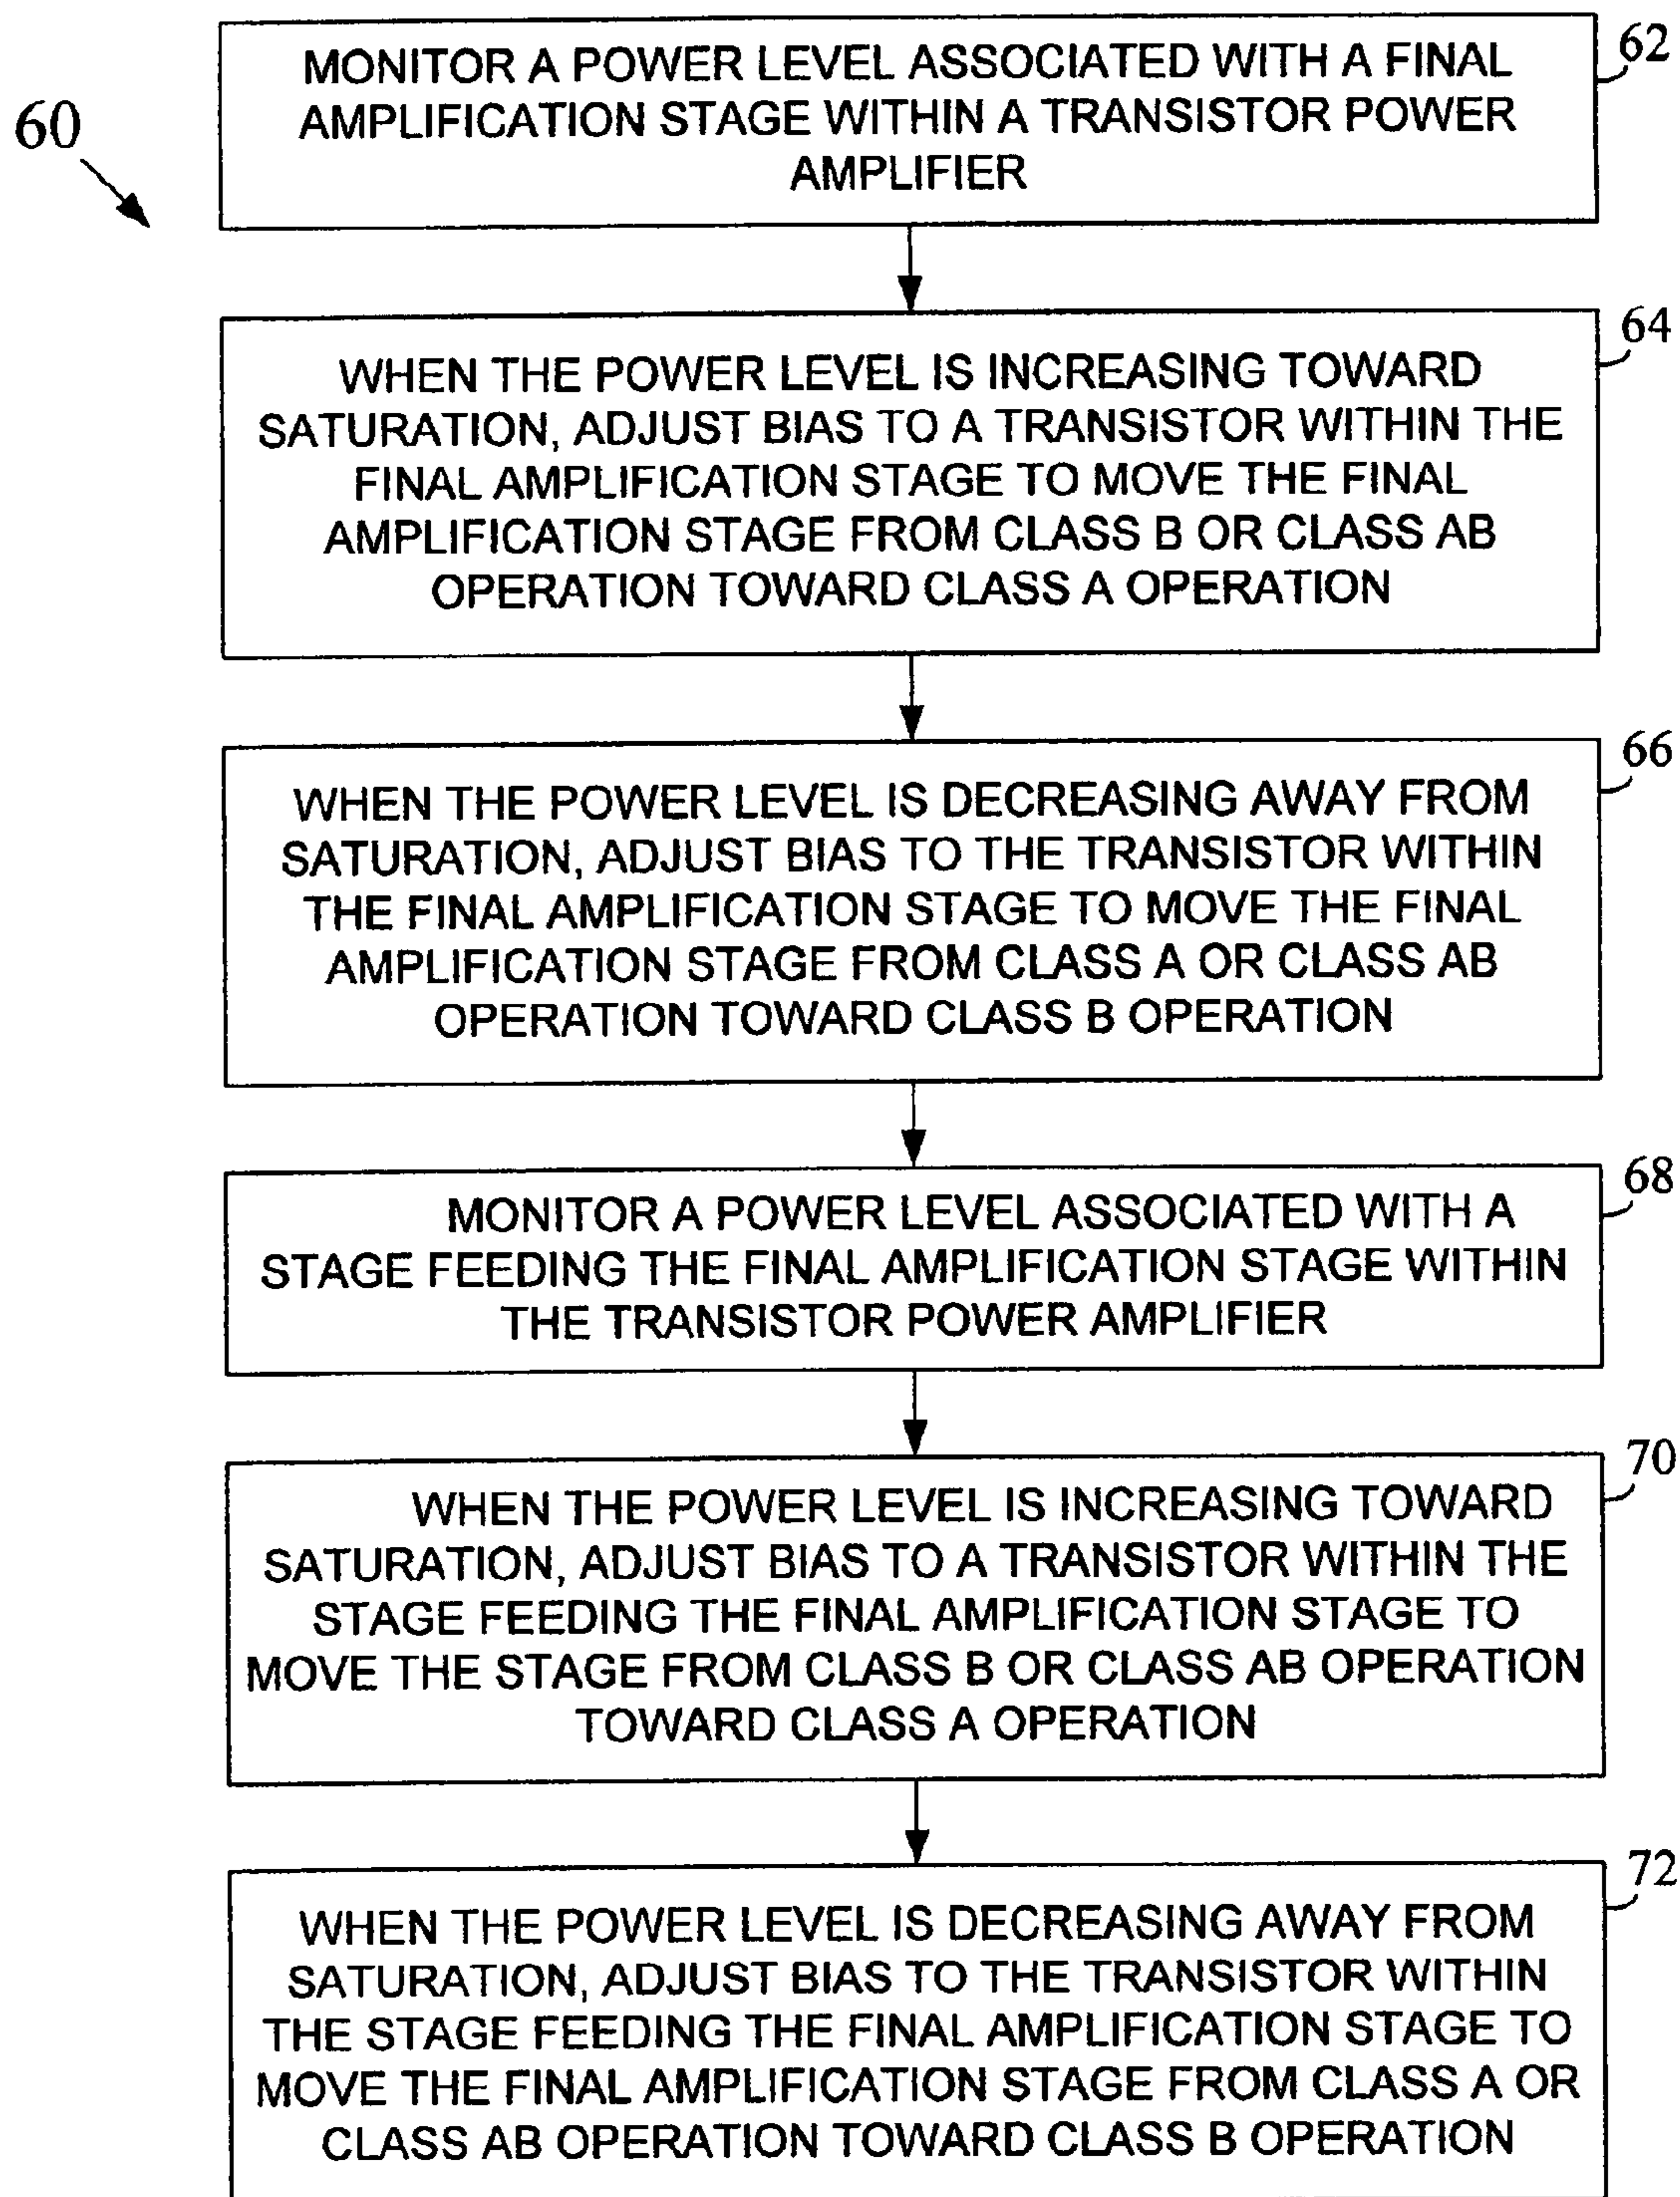 60
62
MONITOR A POWER LEVEL ASSOCIATED WITH A FINAL
AMPLIFICATION STAGE WITHIN A TRANSISTOR POWER
AMPLIFIER
64
WHEN THE POWER LEVEL IS INCREASING TOWARD
SATURATION, ADJUST BIAS TO A TRANSISTOR WITHIN THE
FINAL AMPLIFICATION STAGE TO MOVE THE FINAL
AMPLIFICATION STAGE FROM CLASS B OR CLASS AB
OPERATION TOWARD CLASS A OPERATION
66
WHEN THE POWER LEVEL IS DECREASING AWAY FROM
SATURATION, ADJUST BIAS TO THE TRANSISTOR WITHIN
THE FINAL AMPLIFICATION STAGE TO MOVE THE FINAL
AMPLIFICATION STAGE FROM CLASS A OR CLASS AB
OPERATION TOWARD CLASS B OPERATION
68
MONITOR A POWER LEVEL ASSOCIATED WITH A
STAGE FEEDING THE FINAL AMPLIFICATION STAGE WITHIN
THE TRANSISTOR POWER AMPLIFIER
70
WHEN THE POWER LEVEL IS INCREASING TOWARD
SATURATION, ADJUST BIAS TO A TRANSISTOR WITHIN THE
STAGE FEEDING THE FINAL AMPLIFICATION STAGE TO
MOVE THE STAGE FROM CLASS B OR CLASS AB OPERATION
TOWARD CLASS A OPERATION
72
WHEN THE POWER LEVEL IS DECREASING AWAY FROM
SATURATION, ADJUST BIAS TO THE TRANSISTOR WITHIN
THE STAGE FEEDING THE FINAL AMPLIFICATION STAGE TO
MOVE THE FINAL AMPLIFICATION STAGE FROM CLASS A OR
CLASS AB OPERATION TOWARD CLASS B OPERATION